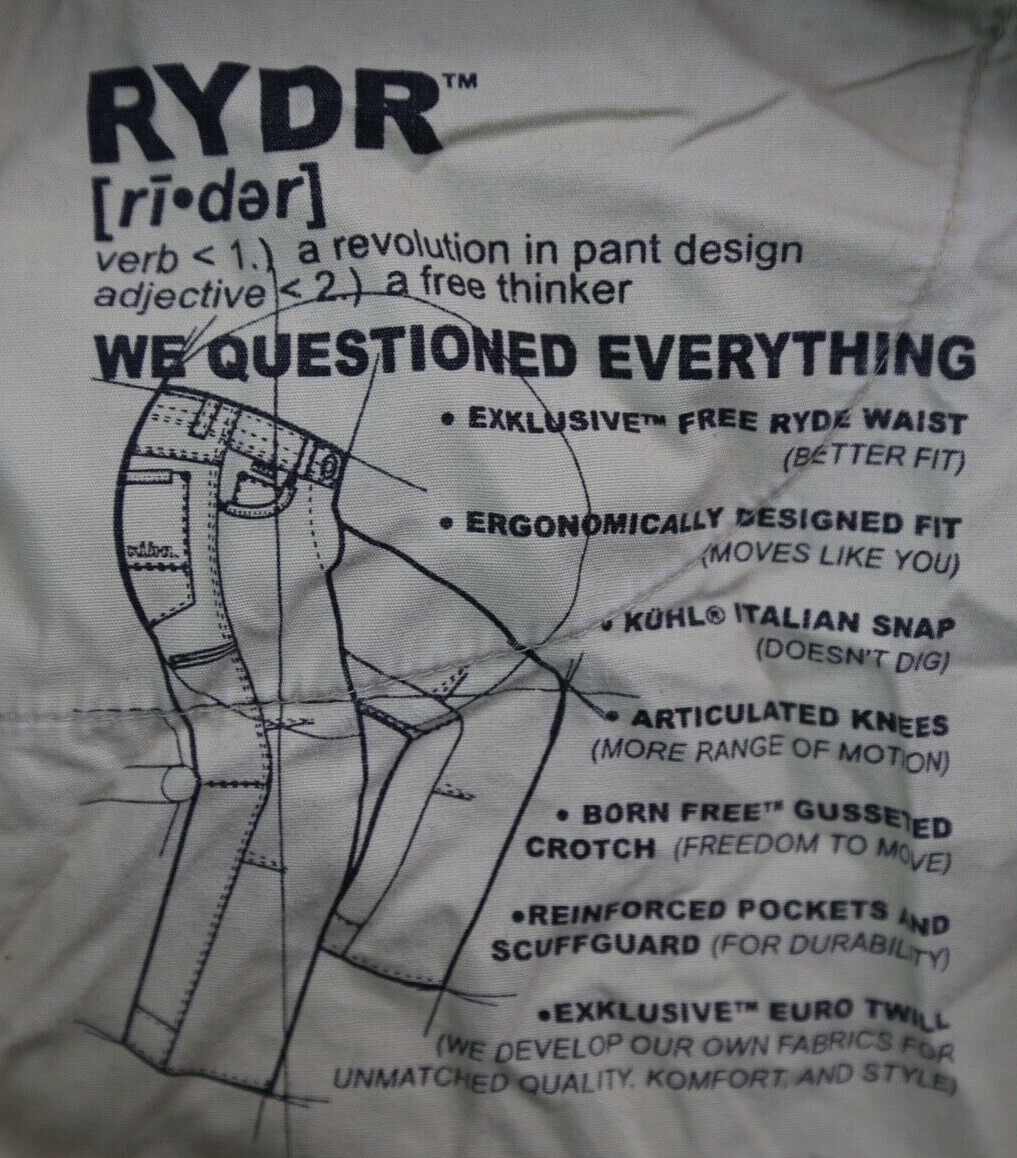 RYDR™
[rī•dər]
verb < 1.) a revolution in pant design
adjective < 2.) a free thinker
WE QUESTIONED EVERYTHING
• EXKLUSIVE™ FREE RYDE WAIST
(BETTER FIT)
• ERGONOMICALLY DESIGNED FIT
(MOVES LIKE YOU)
• KÜHL® ITALIAN SNAP
(DOESN'T DIG)
• ARTICULATED KNEES
(MORE RANGE OF MOTION)
• BORN FREE™ GUSSETED
CROTCH (FREEDOM TO MOVE)
•REINFORCED POCKETS AND
SCUFFGUARD (FOR DURABILITY)
•EXKLUSIVE™ EURO TWILL
(WE DEVELOP OUR OWN FABRICS FOR
UNMATCHED QUALITY, KOMFORT, AND STYLE)